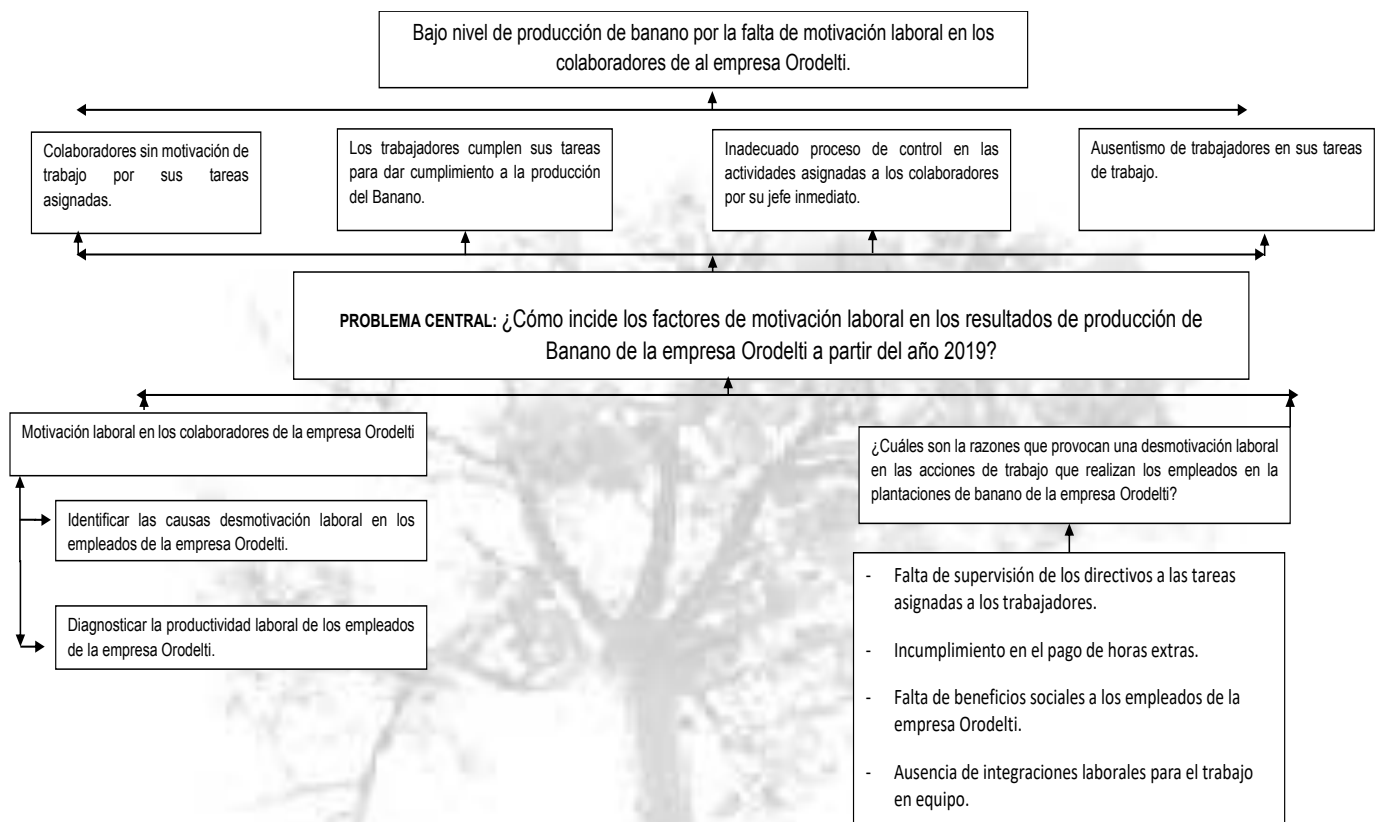 Bajo nivel de producción de banano por la falta de motivación laboral en los
colaboradores de al empresa Orodelti.
Colaboradores sin motivación de
trabajo por sus tareas
asignadas.
Los trabajadores cumplen sus tareas
para dar cumplimiento a la producción
del Banano.
Inadecuado proceso de control en las
actividades asignadas a los colaboradores
por su jefe inmediato.
Ausentismo de trabajadores en sus tareas
de trabajo.
PROBLEMA CENTRAL: ¿Cómo incide los factores de motivación laboral en los resultados de producción de
Banano de la empresa Orodelti a partir del año 2019?
Motivación laboral en los colaboradores de la empresa Orodelti
Identificar las causas desmotivación laboral en los
empleados de la empresa Orodelti.
Diagnosticar la productividad laboral de los empleados
de la empresa Orodelti.
¿Cuáles son la razones que provocan una desmotivación laboral
en las acciones de trabajo que realizan los empleados en la
plantaciones de banano de la empresa Orodelti?
- Falta de supervisión de los directivos a las tareas
asignadas a los trabajadores.
- Incumplimiento en el pago de horas extras.
- Falta de beneficios sociales a los empleados de la
empresa Orodelti.
- Ausencia de integraciones laborales para el trabajo
en equipo.